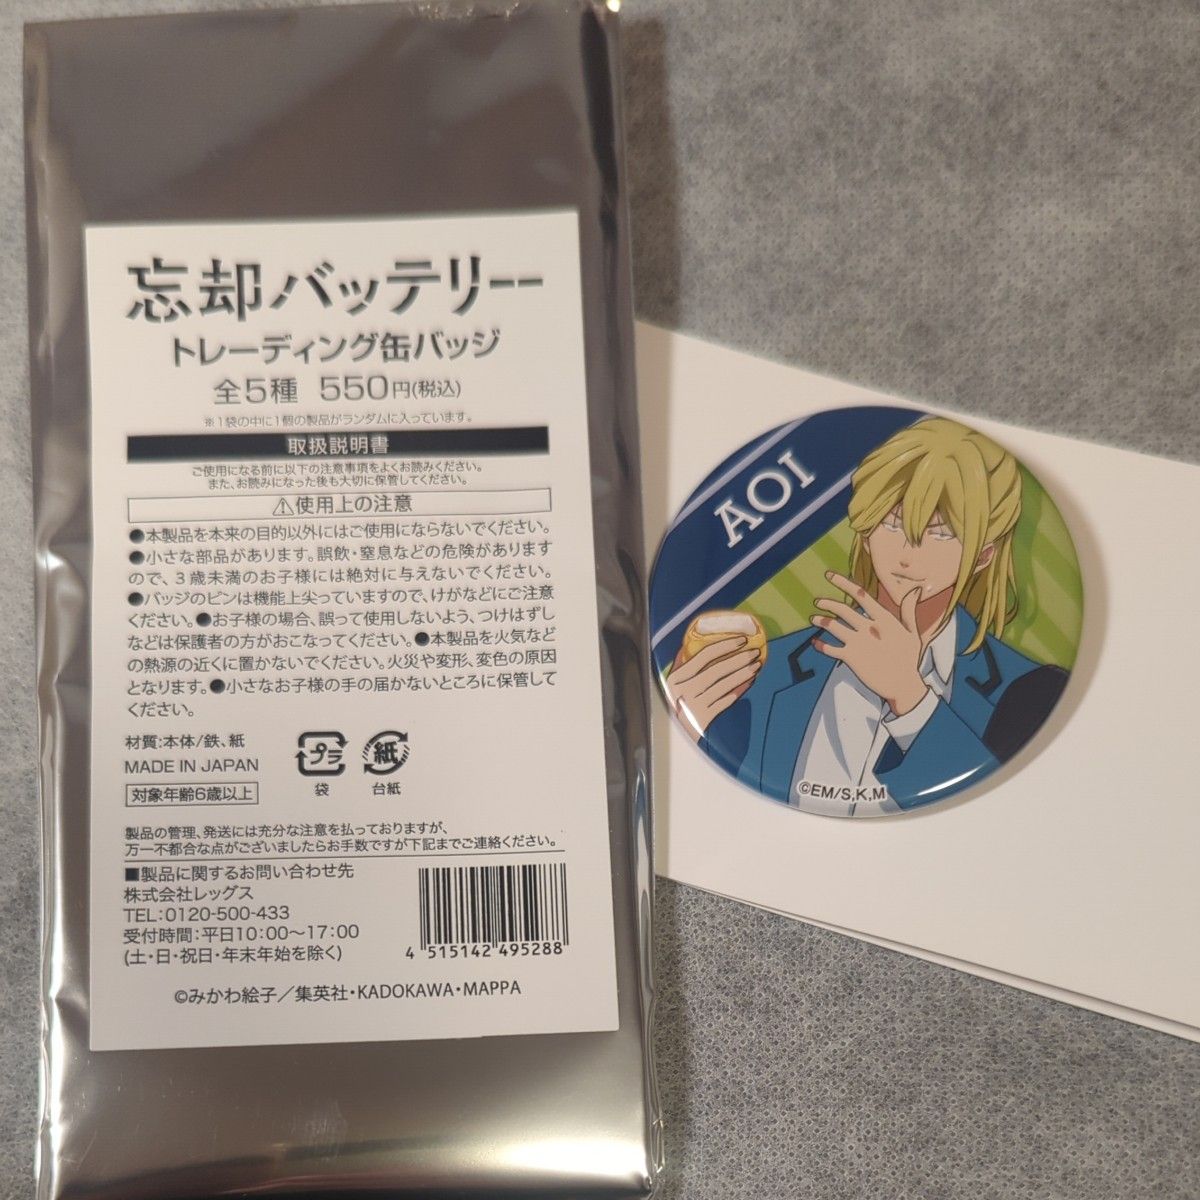 忘却バッテリー
トレーディング缶バッジ
全5種 550円(税込)
※1袋の中に1個の製品がランダムに入っています。
取扱説明書
ご使用になる前に以下の注意事項をよくお読みください。
また、お読みになった後も大切に保管してください。
⚠使用上の注意
●本製品を本来の目的以外にはご使用にならないでください。
●小さな部品があります。誤飲・窒息などの危険があります
ので、3歳未満のお子様には絶対に与えないでください。
●バッジのピンは機能上尖っていますので、けがなどにご注意
ください。●お子様の場合、誤って使用しないよう、つけはずし
などは保護者の方がおこなってください。●本製品を火気など
の熱源の近くに置かないでください。火災や変形、変色の原因
となります。●小さなお子様の手の届かないところに保管して
ください。
材質:本体/鉄、紙
MADE IN JAPAN
対象年齢6歳以上
プラ
袋
紙
台紙
製品の管理、発送には充分な注意を払っておりますが、
万一不都合な点がございましたらお手数ですが下記までご連絡ください。
■製品に関するお問い合わせ先
株式会社レッグス
TEL:0120-500-433
受付時間:平日10:00〜17:00
(土・日・祝日・年末年始を除く)
4 515142 495288
©みかわ絵子／集英社・KADOKAWA・MAPPA
AOI
©EM/S,K,M